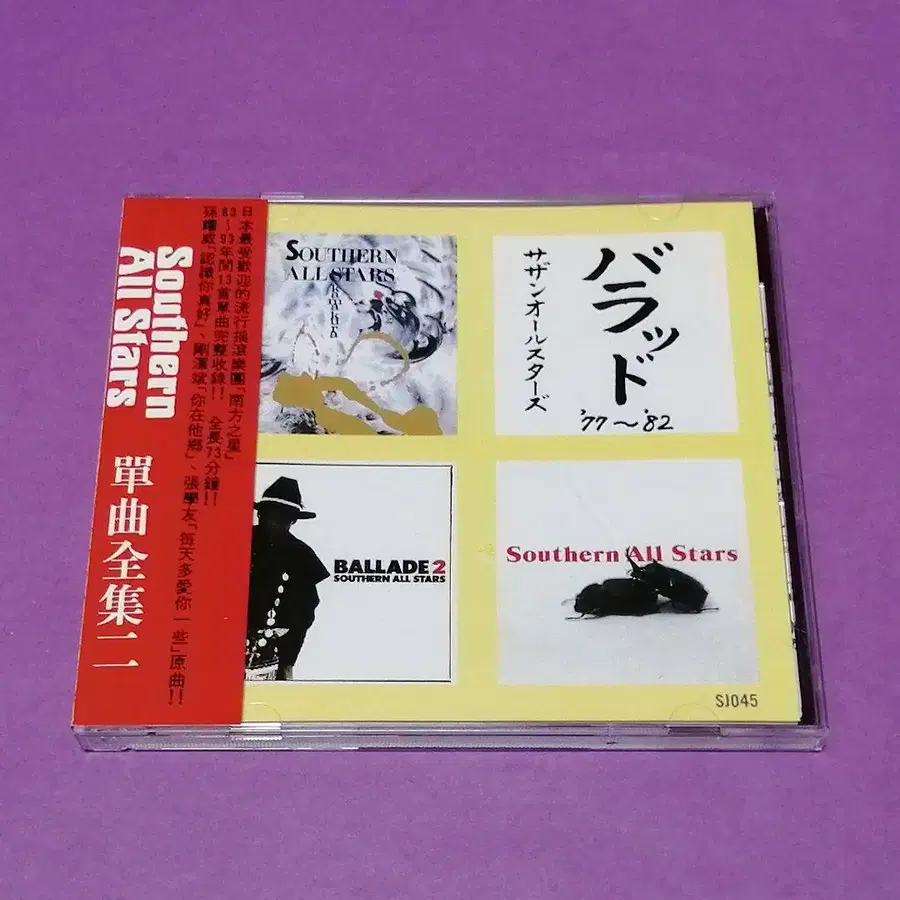 Southern
All Stars
單曲全集二
日本最受歡迎的流行搖滾樂團「南方之星」
83～93年間13首單曲完整收錄!! 全長73分鐘!!
孫耀威「認識你真好」、剛澤斌「你在他鄉」、張學友「每天多愛你一些」原曲!!
SOUTHERN
ALL STARS
バラッド
サザンオールスターズ
'77～'82
BALLADE 2
SOUTHERN ALL STARS
Southern All Stars
SJ045